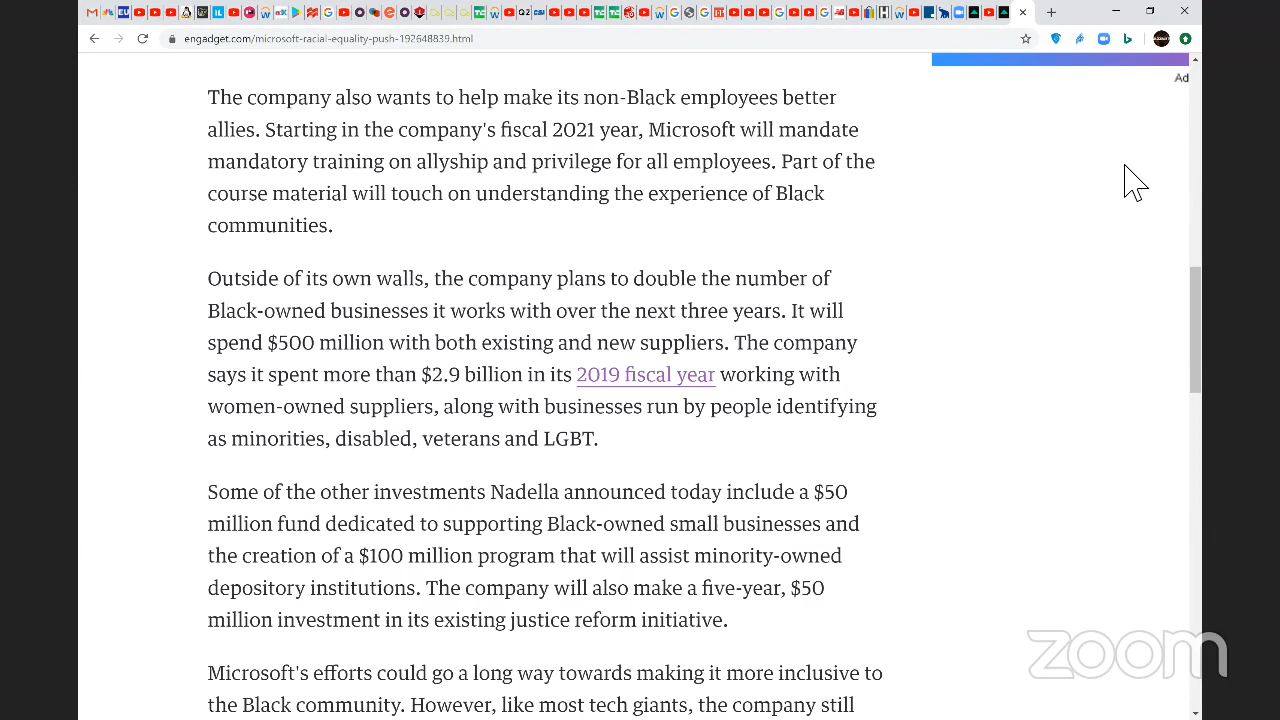 engadget.com/microsoft-racial-equality-push-192648839.html
Ad
The company also wants to help make its non-Black employees better
allies. Starting in the company's fiscal 2021 year, Microsoft will mandate
mandatory training on allyship and privilege for all employees. Part of the
course material will touch on understanding the experience of Black
communities.
Outside of its own walls, the company plans to double the number of
Black-owned businesses it works with over the next three years. It will
spend $500 million with both existing and new suppliers. The company
says it spent more than $2.9 billion in its 2019 fiscal year working with
women-owned suppliers, along with businesses run by people identifying
as minorities, disabled, veterans and LGBT.
Some of the other investments Nadella announced today include a $50
million fund dedicated to supporting Black-owned small businesses and
the creation of a $100 million program that will assist minority-owned
depository institutions. The company will also make a five-year, $50
million investment in its existing justice reform initiative.
zoom
Microsoft's efforts could go a long way towards making it more inclusive to
the Black community. However, like most tech giants, the company still